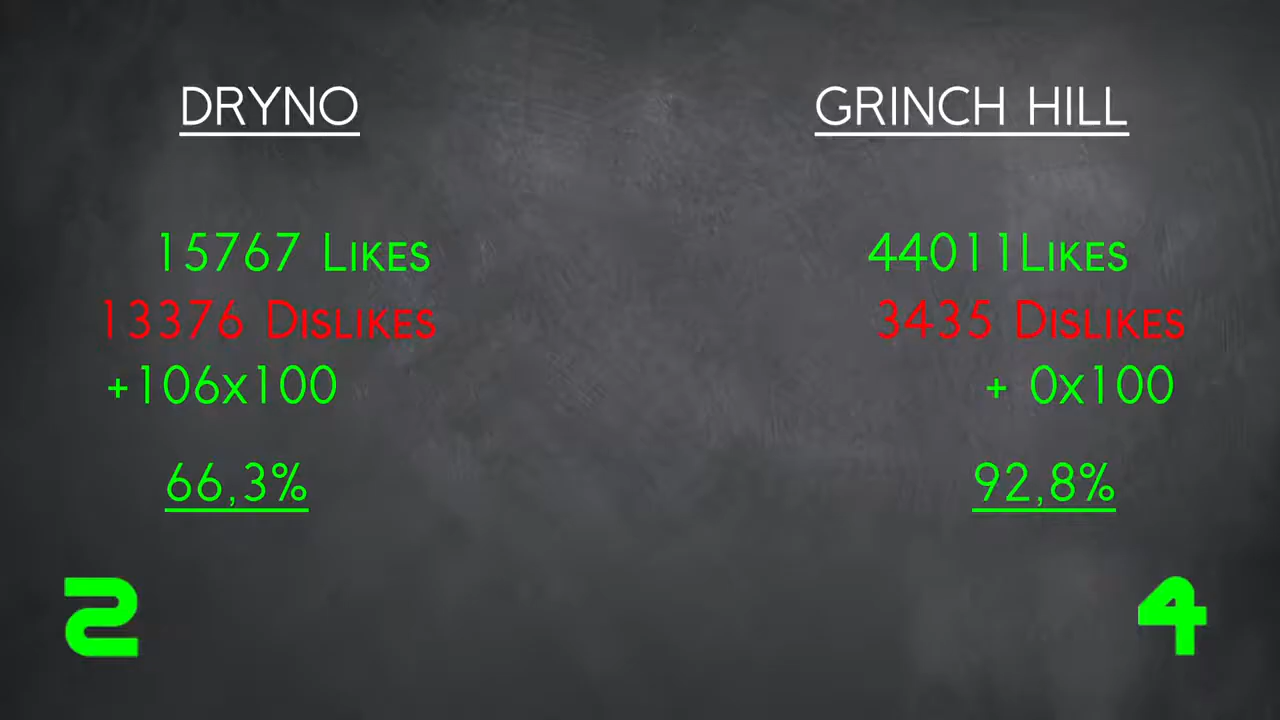 DRYNO
15767 Likes
13376 Dislikes
+106x100
66,3%
2
GRINCH HILL
44011Likes
3435 Dislikes
+ 0x100
92,8%
4